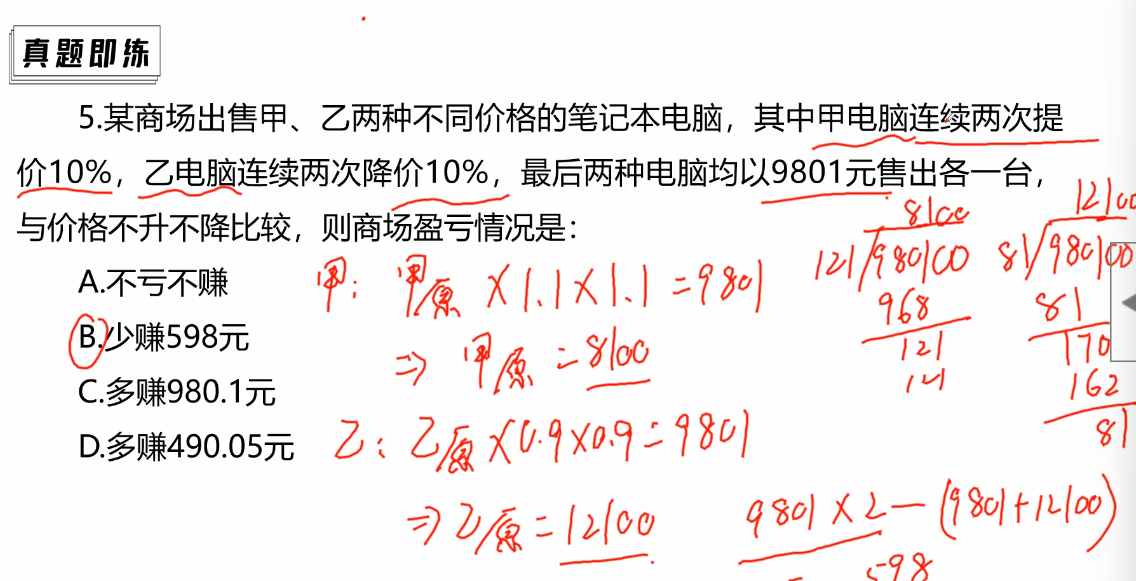 真题即练
5.某商场出售甲、乙两种不同价格的笔记本电脑，其中甲电脑连续两次提
价10%，乙电脑连续两次降价10%，最后两种电脑均以9801元售出各一台，
与价格不升不降比较，则商场盈亏情况是：
A.不亏不赚
B.少赚598元
C.多赚980.1元
D.多赚490.05元
甲： 甲原 ×1.1×1.1=9801
⇒ 甲原 =8100
乙： 乙原×0.9×0.9=9801
⇒乙原=12100
8100
121/980100
968
121
121
12100
81/980100
81
170
162
81
9801×2-(9801+12100)
598